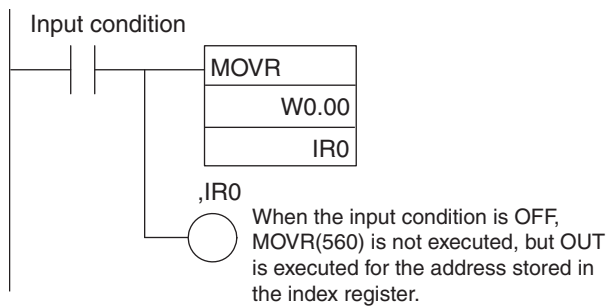 Input condition
MOVR
W0.00
IR0
,IR0
When the input condition is OFF,
MOVR(560) is not executed, but OUT
is executed for the address stored in
the index register.